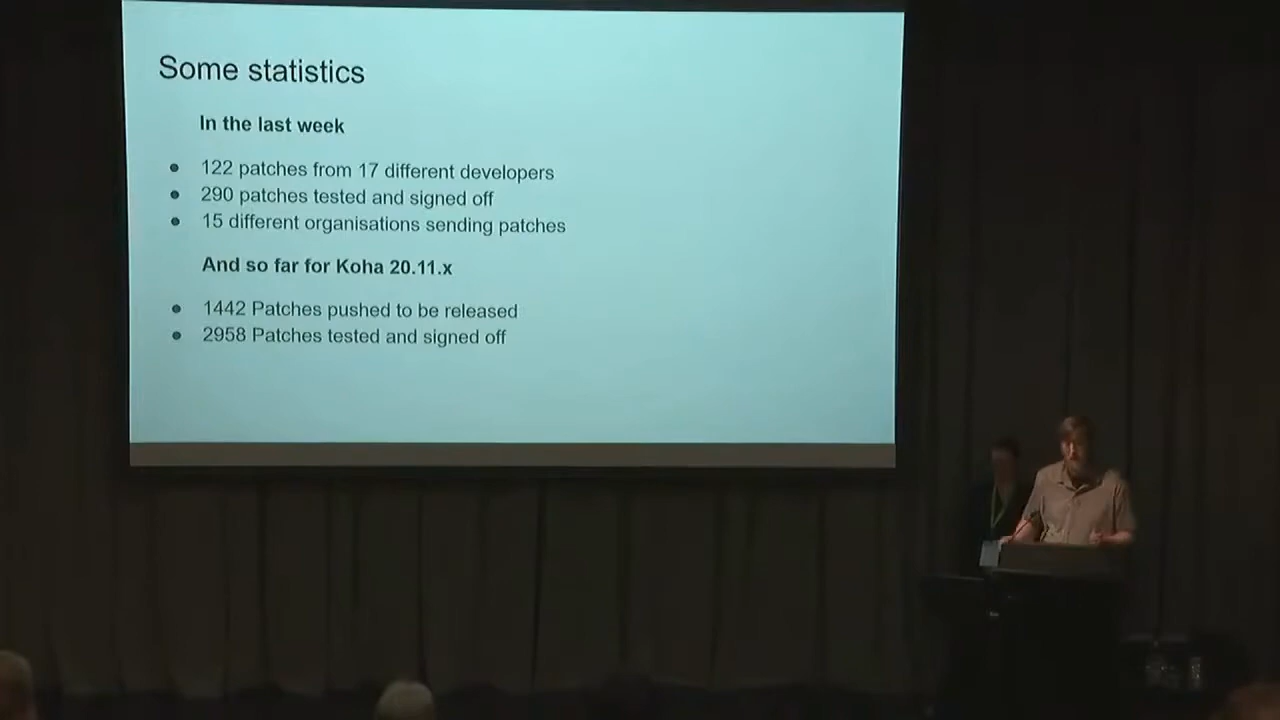 Some statistics
In the last week
122 patches from 17 different developers
290 patches tested and signed off
15 different organisations sending patches
And so far for Koha 20.11.x
1442 Patches pushed to be released
2958 Patches tested and signed off